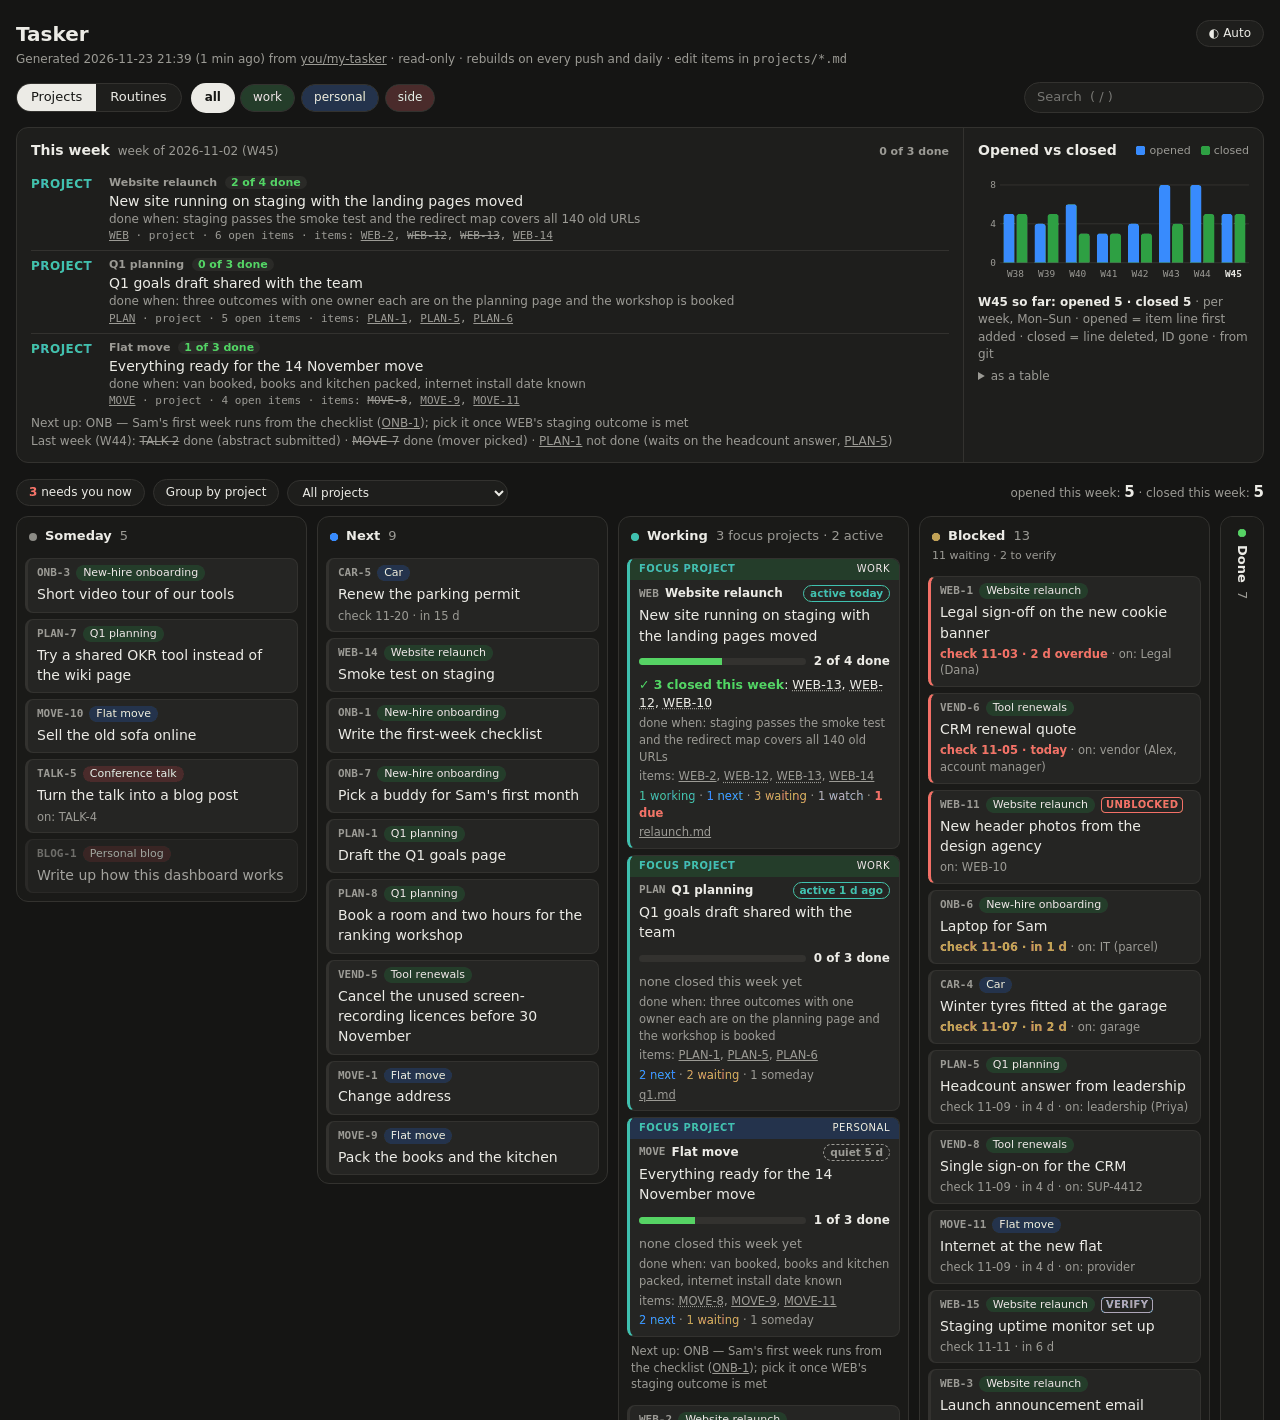 Tasker
◐ Auto
Generated 2026-11-23 21:39 (1 min ago) from you/my-tasker · read-only · rebuilds on every push and daily · edit items in projects/*.md
Projects Routines all work personal side
Search ( / )
This week week of 2026-11-02 (W45) 0 of 3 done
PROJECT Website relaunch 2 of 4 done
New site running on staging with the landing pages moved
done when: staging passes the smoke test and the redirect map covers all 140 old URLs
WEB · project · 6 open items · items: WEB-2, WEB-12, WEB-13, WEB-14
PROJECT Q1 planning 0 of 3 done
Q1 goals draft shared with the team
done when: three outcomes with one owner each are on the planning page and the workshop is booked
PLAN · project · 5 open items · items: PLAN-1, PLAN-5, PLAN-6
PROJECT Flat move 1 of 3 done
Everything ready for the 14 November move
done when: van booked, books and kitchen packed, internet install date known
MOVE · project · 4 open items · items: MOVE-8, MOVE-9, MOVE-11
Next up: ONB — Sam's first week runs from the checklist (ONB-1); pick it once WEB's staging outcome is met
Last week (W44): TALK-2 done (abstract submitted) · MOVE-7 done (mover picked) · PLAN-1 not done (waits on the headcount answer, PLAN-5)
Opened vs closed opened closed
8
4
0
W38 W39 W40 W41 W42 W43 W44 W45
W45 so far: opened 5 · closed 5 · per
week, Mon–Sun · opened = item line first
added · closed = line deleted, ID gone · from
git
▶ as a table
3 needs you now Group by project All projects
opened this week: 5 · closed this week: 5
Someday 5
ONB-3 New-hire onboarding
Short video tour of our tools
PLAN-7 Q1 planning
Try a shared OKR tool instead of
the wiki page
MOVE-10 Flat move
Sell the old sofa online
TALK-5 Conference talk
Turn the talk into a blog post
on: TALK-4
BLOG-1 Personal blog
Write up how this dashboard works
Next 9
CAR-5 Car
Renew the parking permit
check 11-20 · in 15 d
WEB-14 Website relaunch
Smoke test on staging
ONB-1 New-hire onboarding
Write the first-week checklist
ONB-7 New-hire onboarding
Pick a buddy for Sam's first month
PLAN-1 Q1 planning
Draft the Q1 goals page
PLAN-8 Q1 planning
Book a room and two hours for the
ranking workshop
VEND-5 Tool renewals
Cancel the unused screen-
recording licences before 30
November
MOVE-1 Flat move
Change address
MOVE-9 Flat move
Pack the books and the kitchen
Working 3 focus projects · 2 active
FOCUS PROJECT WORK
WEB Website relaunch active today
New site running on staging with
the landing pages moved
2 of 4 done
✓ 3 closed this week: WEB-13, WEB-
12, WEB-10
done when: staging passes the smoke test
and the redirect map covers all 140 old
URLs
items: WEB-2, WEB-12, WEB-13, WEB-14
1 working · 1 next · 3 waiting · 1 watch · 1
due
relaunch.md
FOCUS PROJECT WORK
PLAN Q1 planning active 1 d ago
Q1 goals draft shared with the
team
0 of 3 done
none closed this week yet
done when: three outcomes with one
owner each are on the planning page and
the workshop is booked
items: PLAN-1, PLAN-5, PLAN-6
2 next · 2 waiting · 1 someday
q1.md
FOCUS PROJECT PERSONAL
MOVE Flat move quiet 5 d
Everything ready for the 14
November move
1 of 3 done
none closed this week yet
done when: van booked, books and kitchen
packed, internet install date known
items: MOVE-8, MOVE-9, MOVE-11
2 next · 1 waiting · 1 someday
Next up: ONB — Sam's first week runs from
the checklist (ONB-1); pick it once WEB's
staging outcome is met
WEB-2 Website relaunch
Blocked 13
11 waiting · 2 to verify
WEB-1 Website relaunch
Legal sign-off on the new cookie
banner
check 11-03 · 2 d overdue · on: Legal
(Dana)
VEND-6 Tool renewals
CRM renewal quote
check 11-05 · today · on: vendor (Alex,
account manager)
WEB-11 Website relaunch UNBLOCKED
New header photos from the
design agency
on: WEB-10
ONB-6 New-hire onboarding
Laptop for Sam
check 11-06 · in 1 d · on: IT (parcel)
CAR-4 Car
Winter tyres fitted at the garage
check 11-07 · in 2 d · on: garage
PLAN-5 Q1 planning
Headcount answer from leadership
check 11-09 · in 4 d · on: leadership (Priya)
VEND-8 Tool renewals
Single sign-on for the CRM
check 11-09 · in 4 d · on: SUP-4412
MOVE-11 Flat move
Internet at the new flat
check 11-09 · in 4 d · on: provider
WEB-15 Website relaunch VERIFY
Staging uptime monitor set up
check 11-11 · in 6 d
WEB-3 Website relaunch
Launch announcement email
Done 7